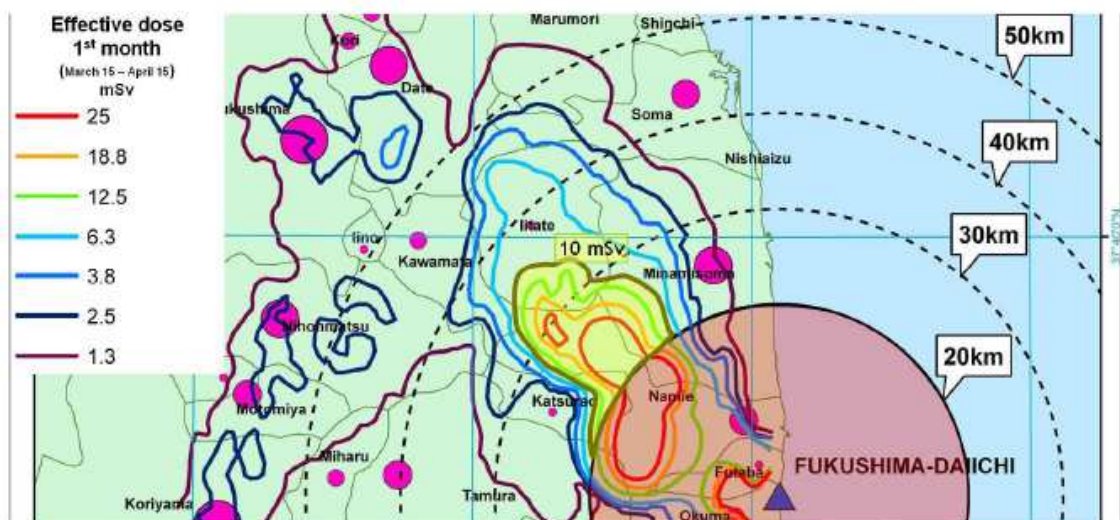 Effective dose
1st month
(March 15 – April 15)
mSv
25
18.8
12.5
6.3
3.8
2.5
1.3
Marumori
Shinchi
50km
Kori
Date
ukushima
Soma
40km
Nishiaizu
Iitate
Iino
30km
10 mSv
Kawamata
Minamisoma
20km
Nihonmatsu
Motomiya
Katsurao
Namie
Miharu
Futaba
FUKUSHIMA-DAIICHI
Koriyama
Tamura
Okuma